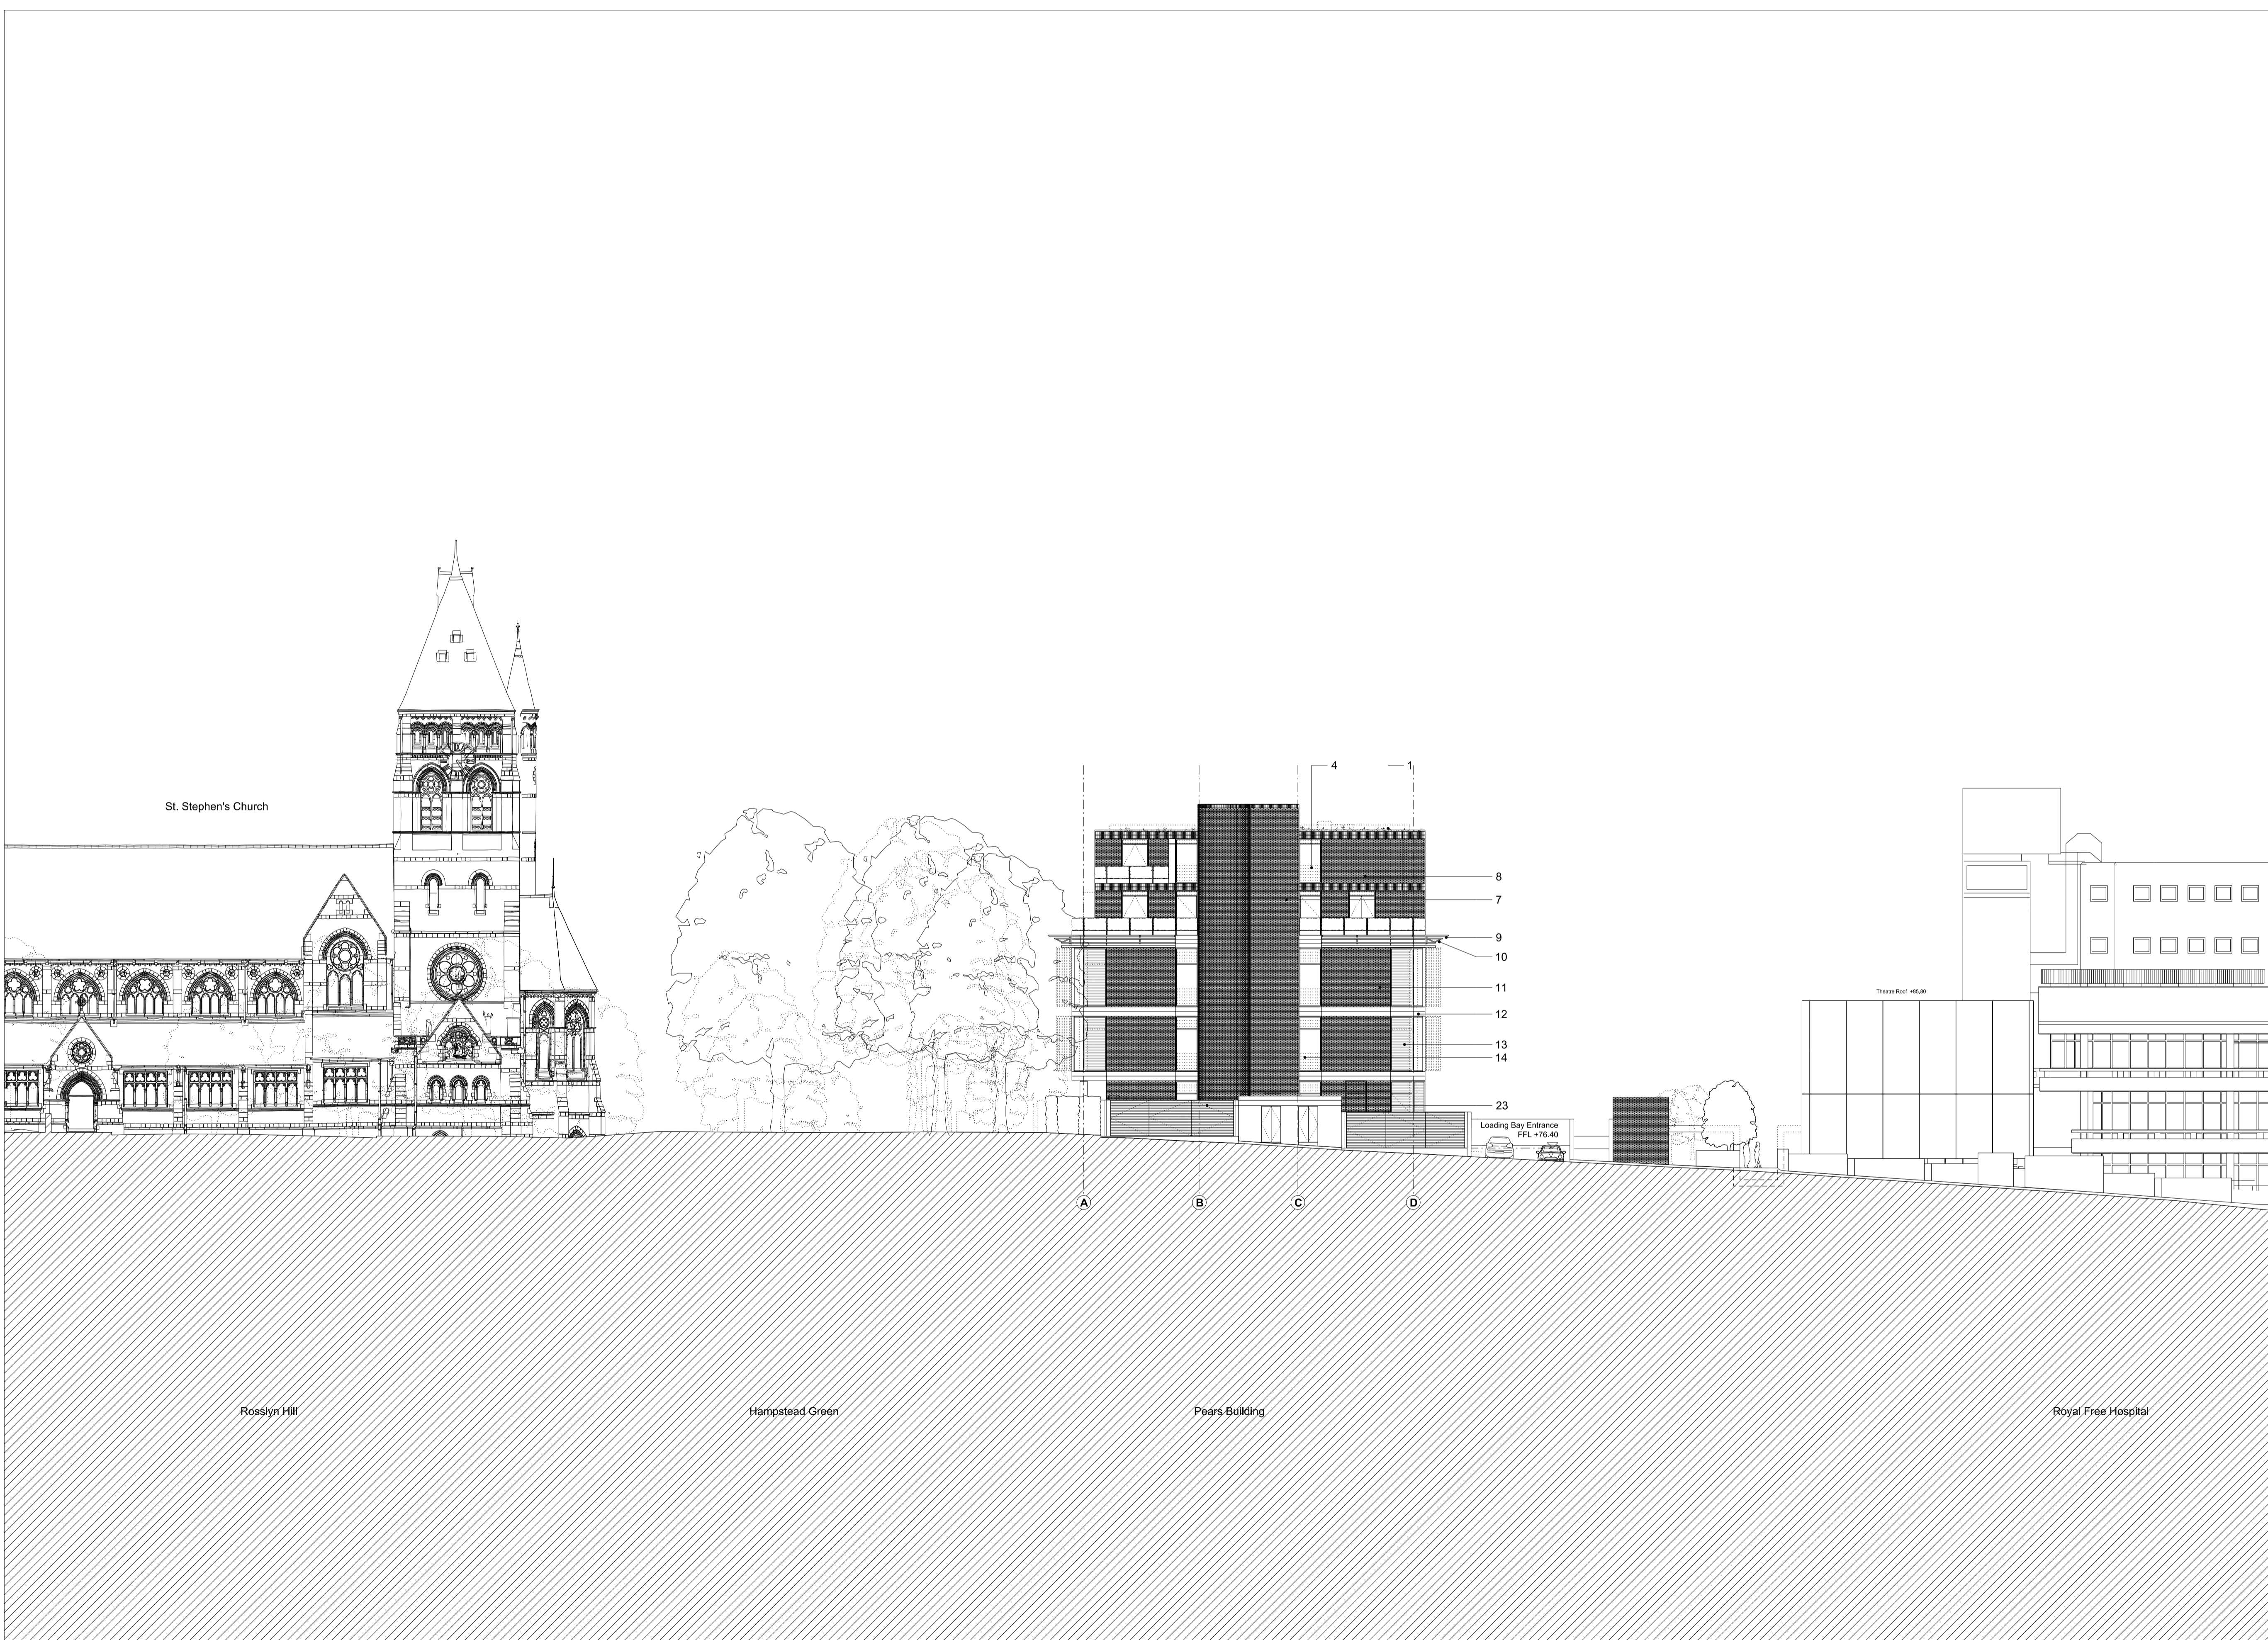 St. Stephen's Church
4
1
8
7
9
10
11
12
13
14
23
Theatre Roof +85,80
Loading Bay Entrance
FFL +76.40
A
B
C
D
Rosslyn Hill
Hampstead Green
Pears Building
Royal Free Hospital